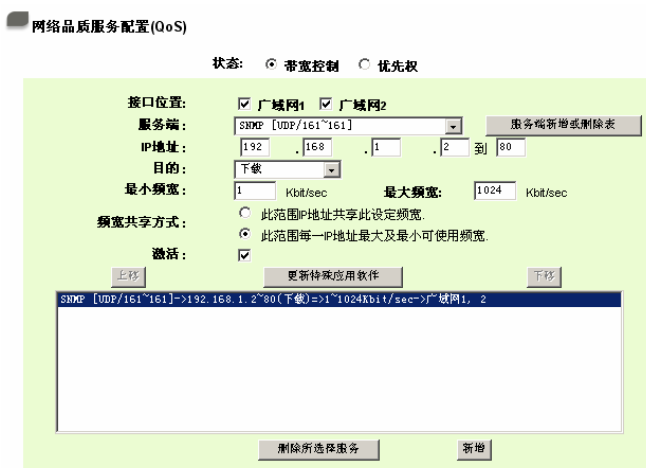 网络品质服务配置(QoS)
状态: 带宽控制 优先权
接口位置: 广域网1 广域网2
服务端: SNMP [UDP/161~161] 服务端新增或删除表
IP地址: 192 .168 .1 .2 到 80
目的: 下载
最小频宽: 1 Kbit/sec 最大频宽: 1024 Kbit/sec
频宽共享方式: 此范围IP地址共享此设定频宽.
此范围每一IP地址最大及最小可使用频宽.
激活:
上移 更新特殊应用软件 下移
SNMP [UDP/161~161]->192.168.1.2~80(下载)=>1~1024Kbit/sec->广域网1, 2
删除所选择服务 新增